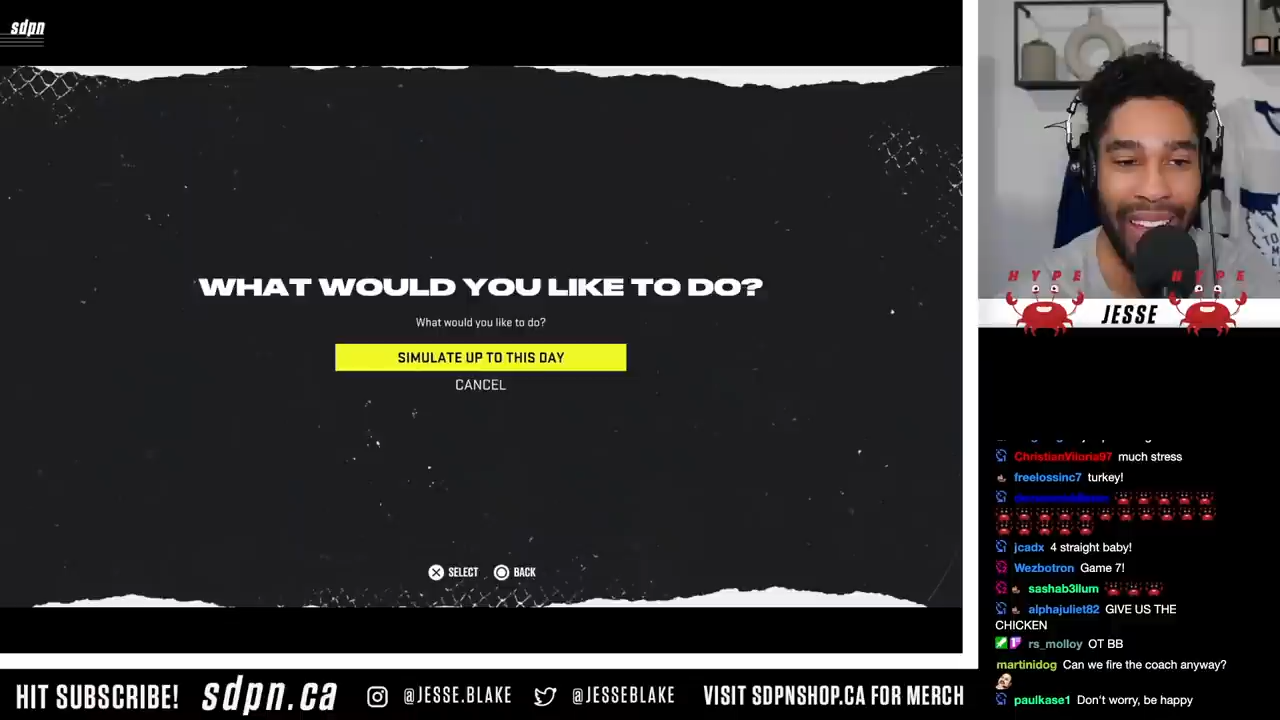 sdpn
WHAT WOULD YOU LIKE TO DO?
What would you like to do?
SIMULATE UP TO THIS DAY
CANCEL
SELECT BACK
HYPE HYPE
JESSE
ChristianViloria97 much stress
freelossinc7 turkey!
jcadx 4 straight baby!
Wezbotron Game 7!
sashab3llum
alphajuliet82 GIVE US THE
CHICKEN
rs_molloy OT BB
martinidog Can we fire the coach anyway?
paulkase1 Don't worry, be happy
HIT SUBSCRIBE! sdpn.ca @JESSE.BLAKE @JESSEBLAKE VISIT SDPNSHOP.CA FOR MERCH